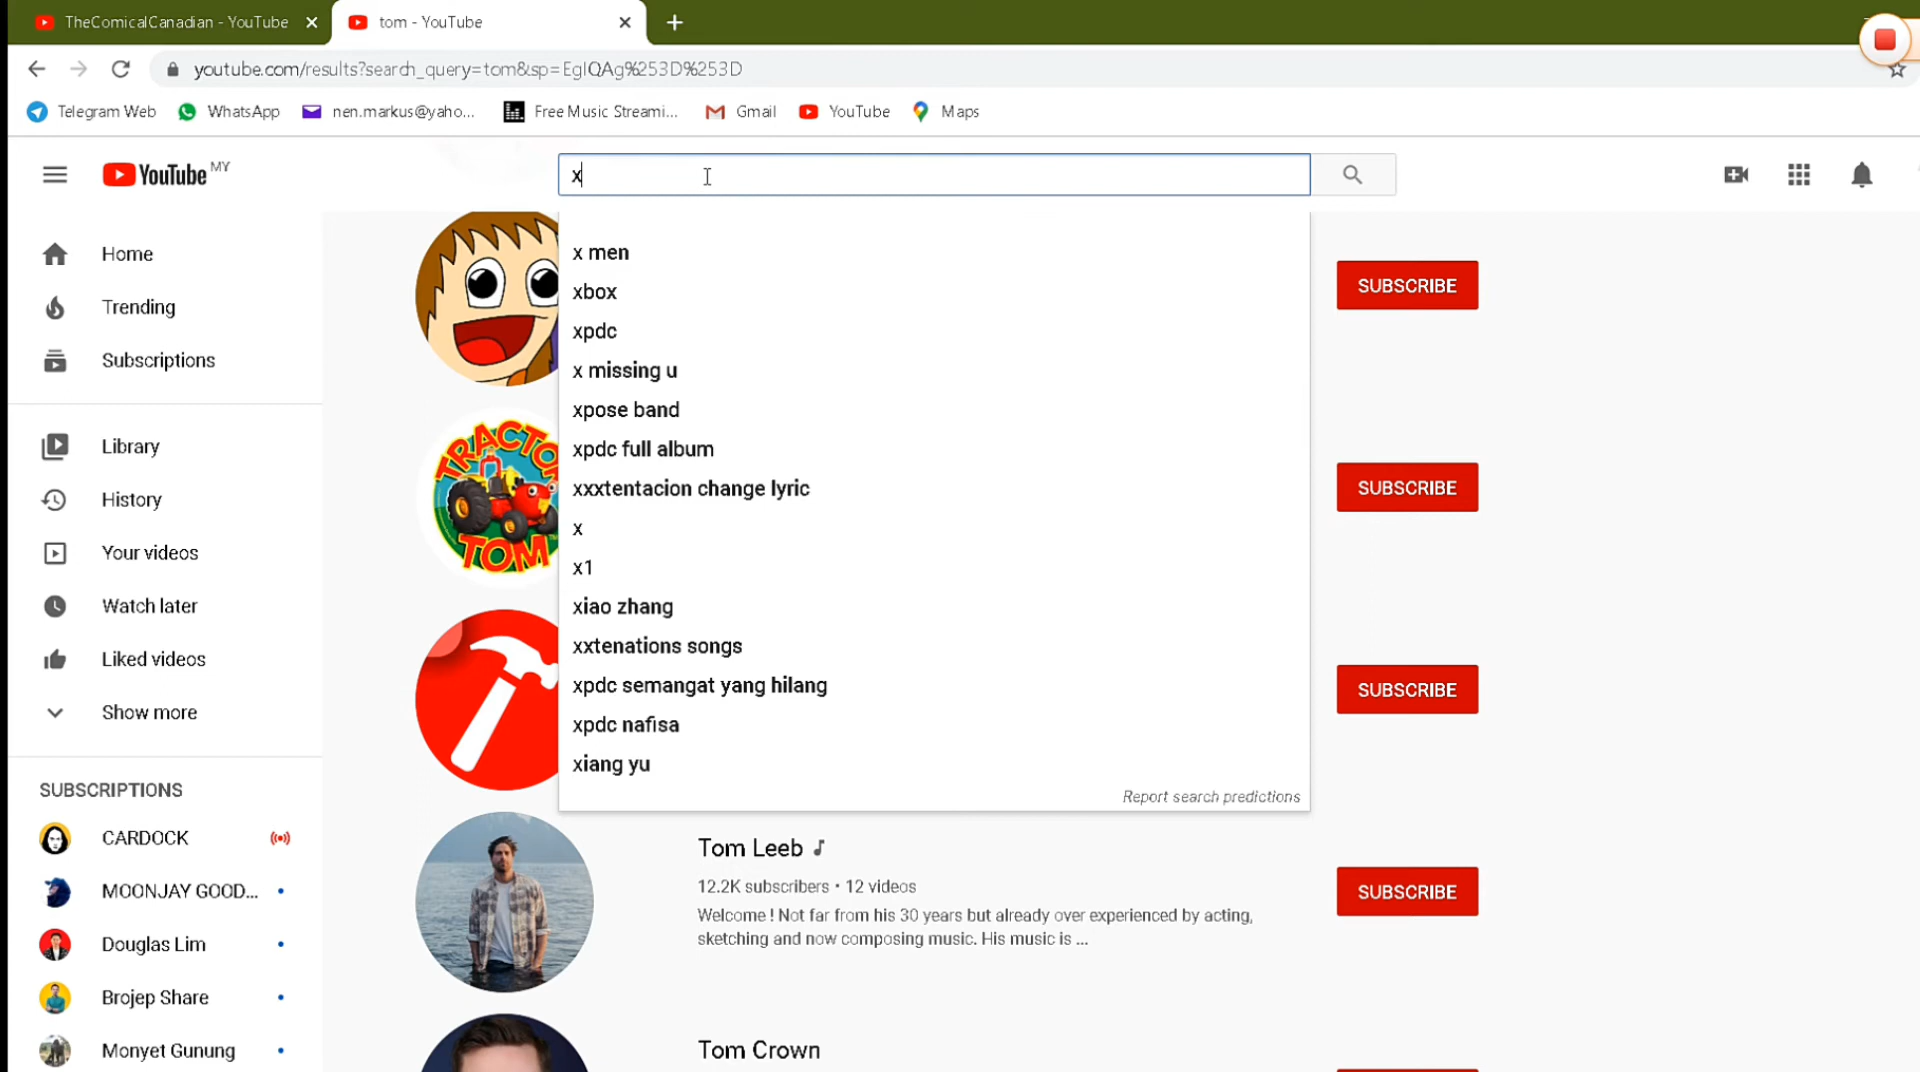 TheComicalCanadian - YouTube
tom - YouTube
youtube.com/results?search_query=tom&sp=EgIQAg%253D%253D
Telegram Web
WhatsApp
nen.markus@yaho...
Free Music Streami...
Gmail
YouTube
Maps
YouTube MY
x
Home
Trending
Subscriptions
Library
History
Your videos
Watch later
Liked videos
Show more
SUBSCRIPTIONS
CARDOCK
MOONJAY GOOD...
Douglas Lim
Brojep Share
Monyet Gunung
x men
xbox
xpdc
x missing u
xpose band
xpdc full album
xxxtentacion change lyric
x
x1
xiao zhang
xxtenations songs
xpdc semangat yang hilang
xpdc nafisa
xiang yu
Report search predictions
SUBSCRIBE
TRACTOR
TOM
SUBSCRIBE
SUBSCRIBE
Tom Leeb
12.2K subscribers • 12 videos
Welcome ! Not far from his 30 years but already over experienced by acting,
sketching and now composing music. His music is ...
SUBSCRIBE
Tom Crown